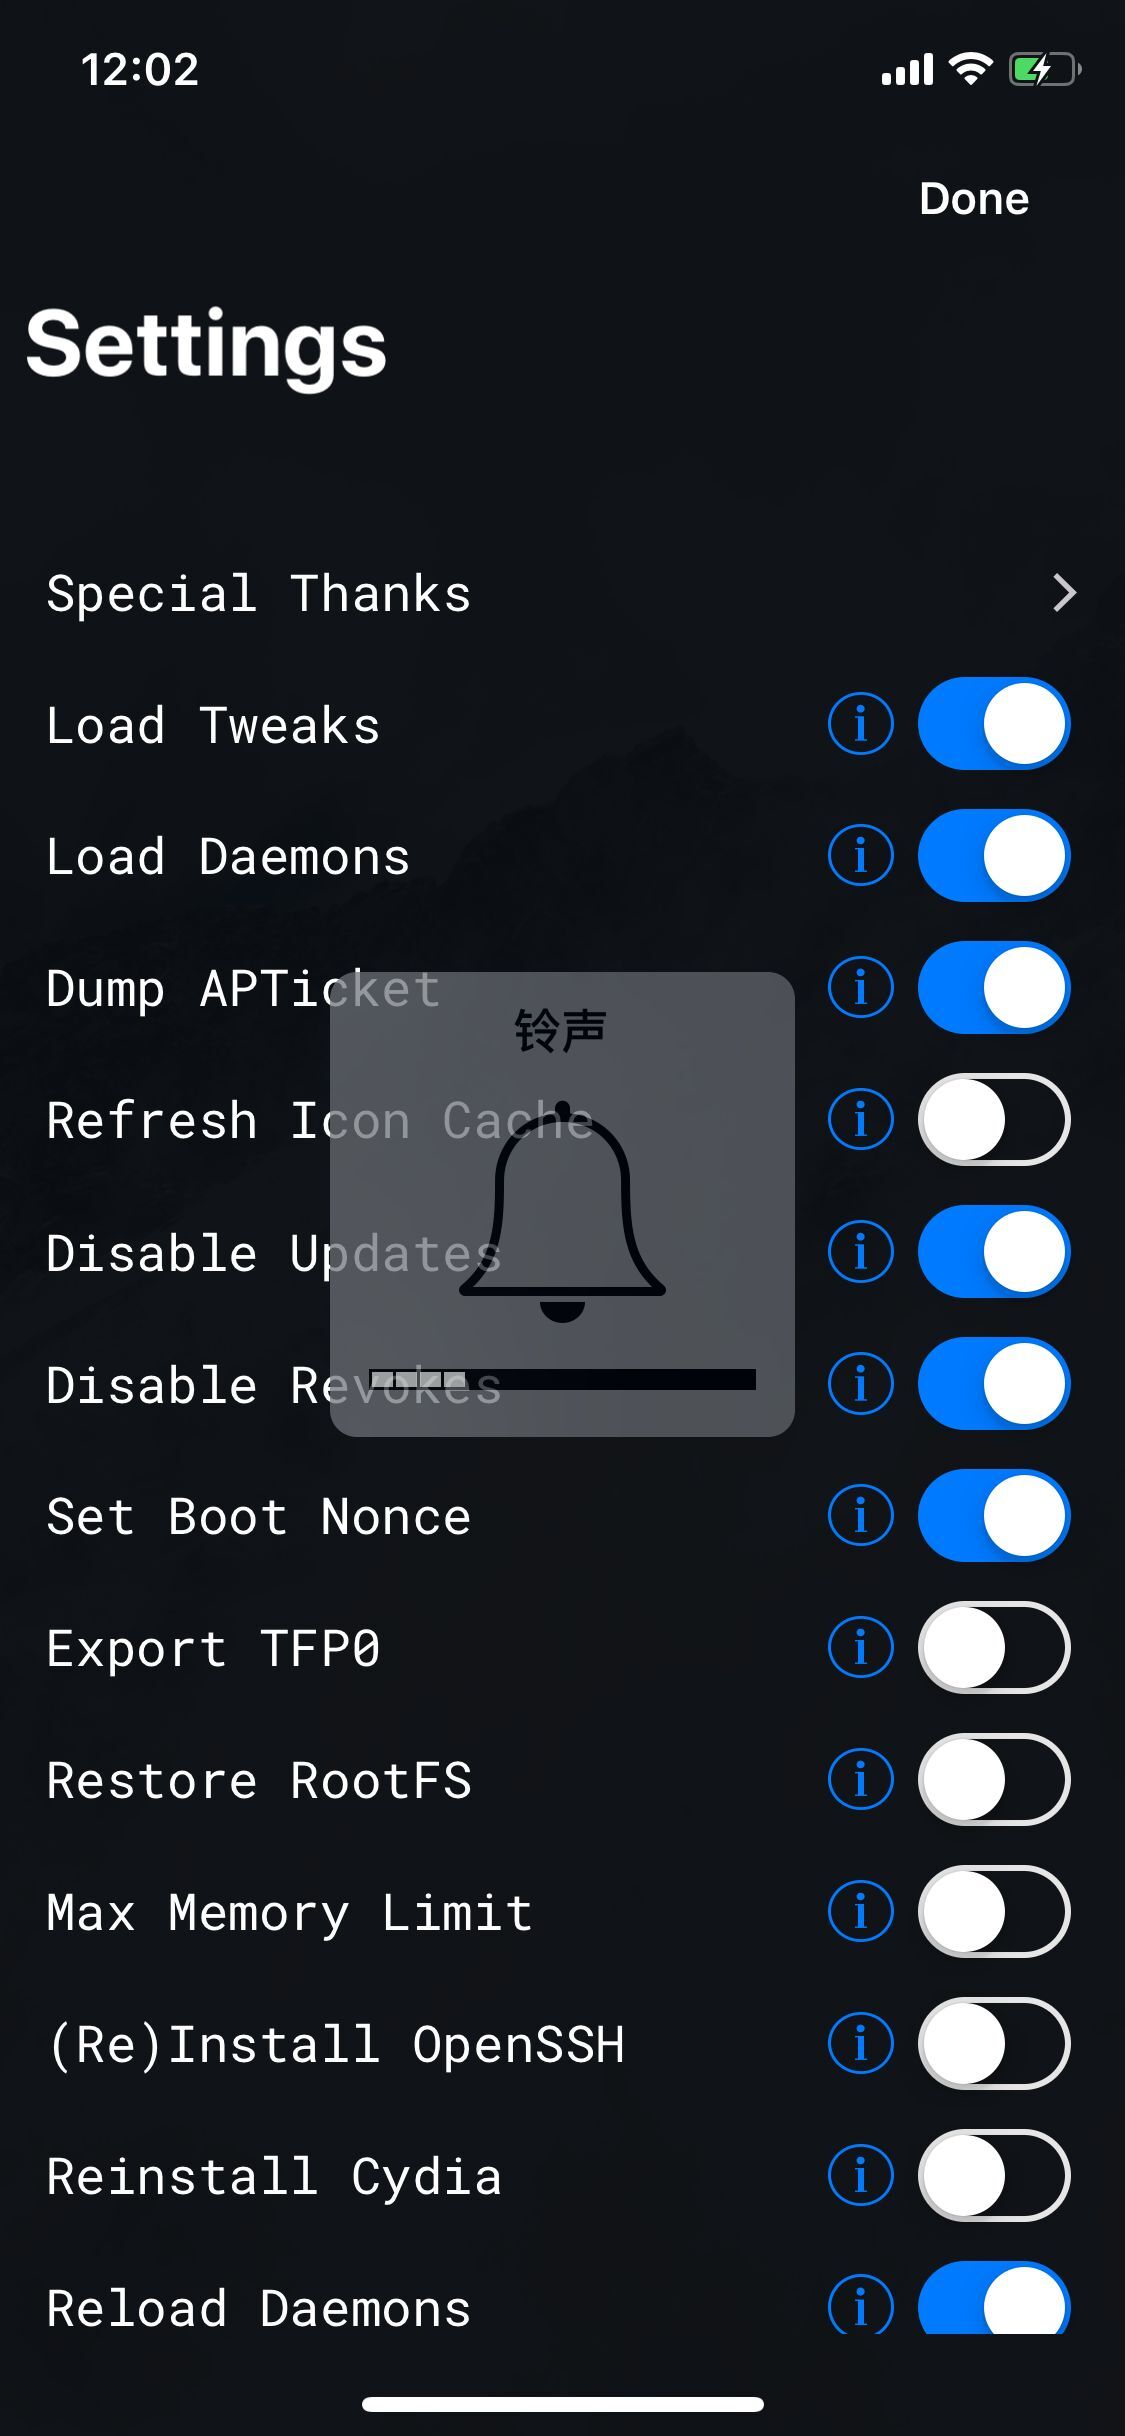 12:02
Done
Settings
Special Thanks
Load Tweaks
Load Daemons
Dump APTicket
铃声
Refresh Icon Cache
Disable Updates
Disable Revokes
Set Boot Nonce
Export TFP0
Restore RootFS
Max Memory Limit
(Re)Install OpenSSH
Reinstall Cydia
Reload Daemons